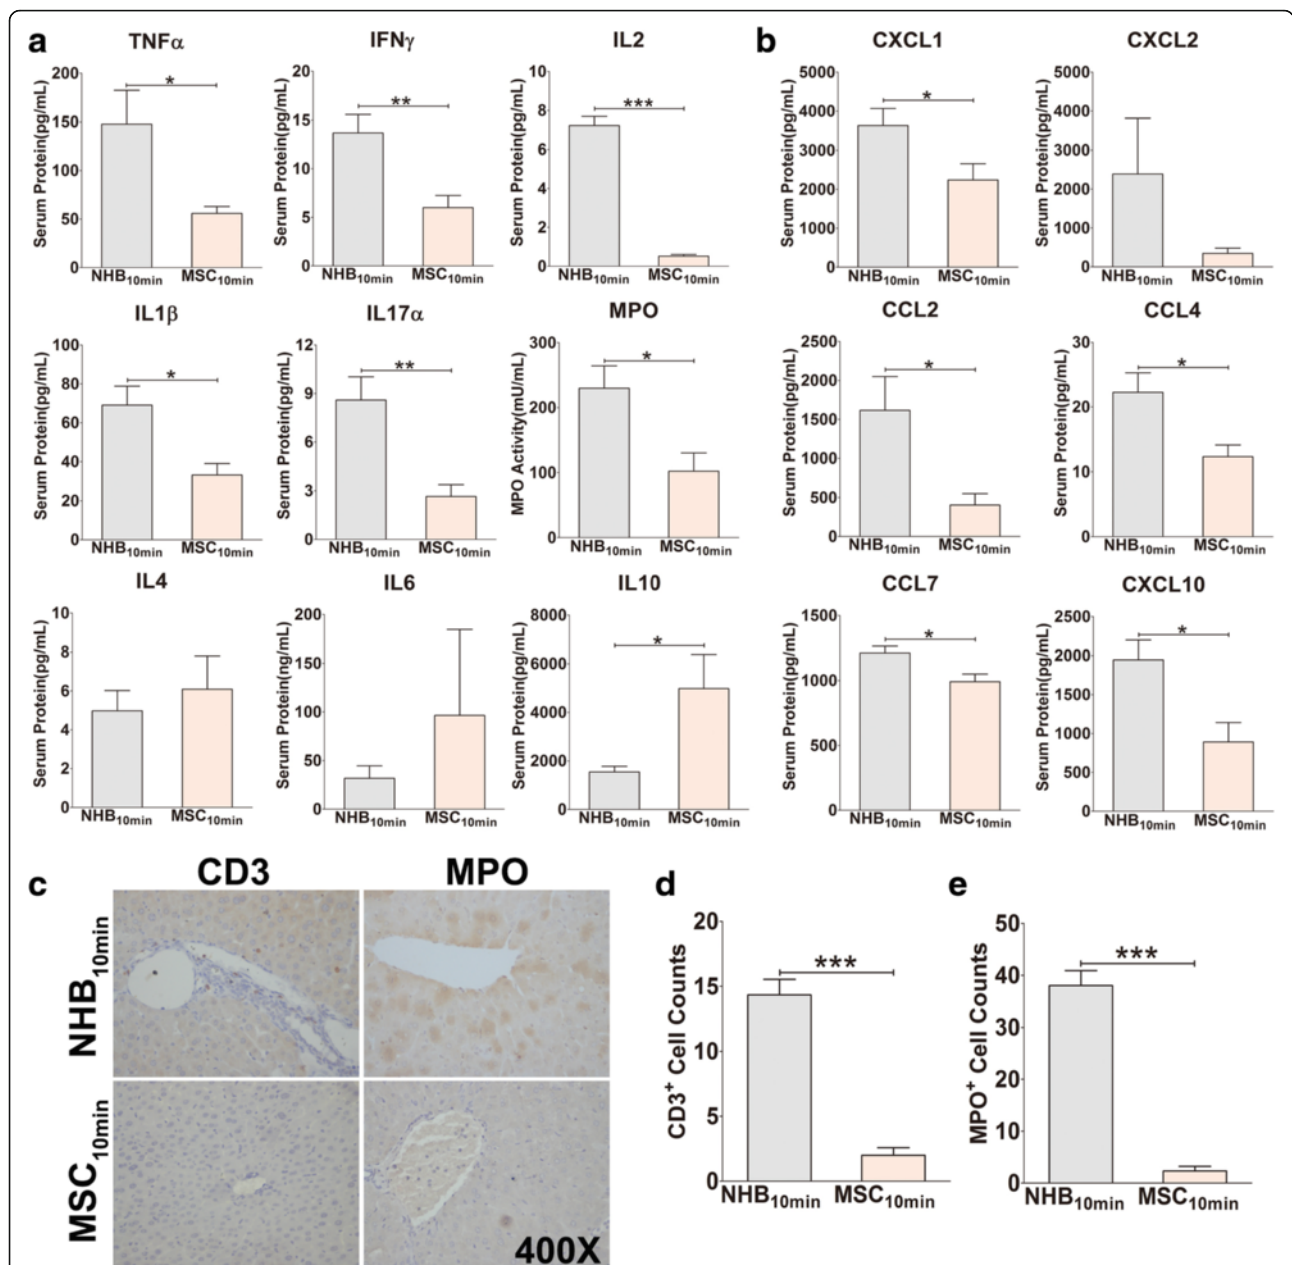 a
TNFα
Serum Protein(pg/mL)
200
150
100
50
0
*
NHB10min MSC10min
IFNγ
Serum Protein(pg/mL)
20
15
10
5
0
**
NHB10min MSC10min
IL2
Serum Protein(pg/mL)
10
8
6
4
2
0
***
NHB10min MSC10min
IL1β
Serum Protein(pg/mL)
100
80
60
40
20
0
*
NHB10min MSC10min
IL17α
Serum Protein(pg/mL)
12
9
6
3
0
**
NHB10min MSC10min
MPO
MPO Activity(mU/mL)
300
200
100
0
*
NHB10min MSC10min
IL4
Serum Protein(pg/mL)
10
8
6
4
2
0
NHB10min MSC10min
IL6
Serum Protein(ng/mL)
200
150
100
50
0
NHB10min MSC10min
IL10
Serum Protein(pg/mL)
8000
6000
4000
2000
0
*
NHB10min MSC10min
b
CXCL1
Serum Protein(pg/mL)
5000
4000
3000
2000
1000
0
*
NHB10min MSC10min
CXCL2
Serum Protein(pg/mL)
5000
4000
3000
2000
1000
0
NHB10min MSC10min
CCL2
Serum Protein(pg/mL)
2500
2000
1500
1000
500
0
*
NHB10min MSC10min
CCL4
Serum Protein(pg/mL)
30
20
10
0
*
NHB10min MSC10min
CCL7
Serum Protein(pg/mL)
1500
1000
500
0
*
NHB10min MSC10min
CXCL10
Serum Protein(pg/mL)
2500
2000
1500
1000
500
0
*
NHB10min MSC10min
c
CD3 MPO
NHB10min
MSC10min
400X
d
CD3+ Cell Counts
20
15
10
5
0
***
NHB10min MSC10min
e
MPO+ Cell Counts
50
40
30
20
10
0
***
NHB10min MSC10min